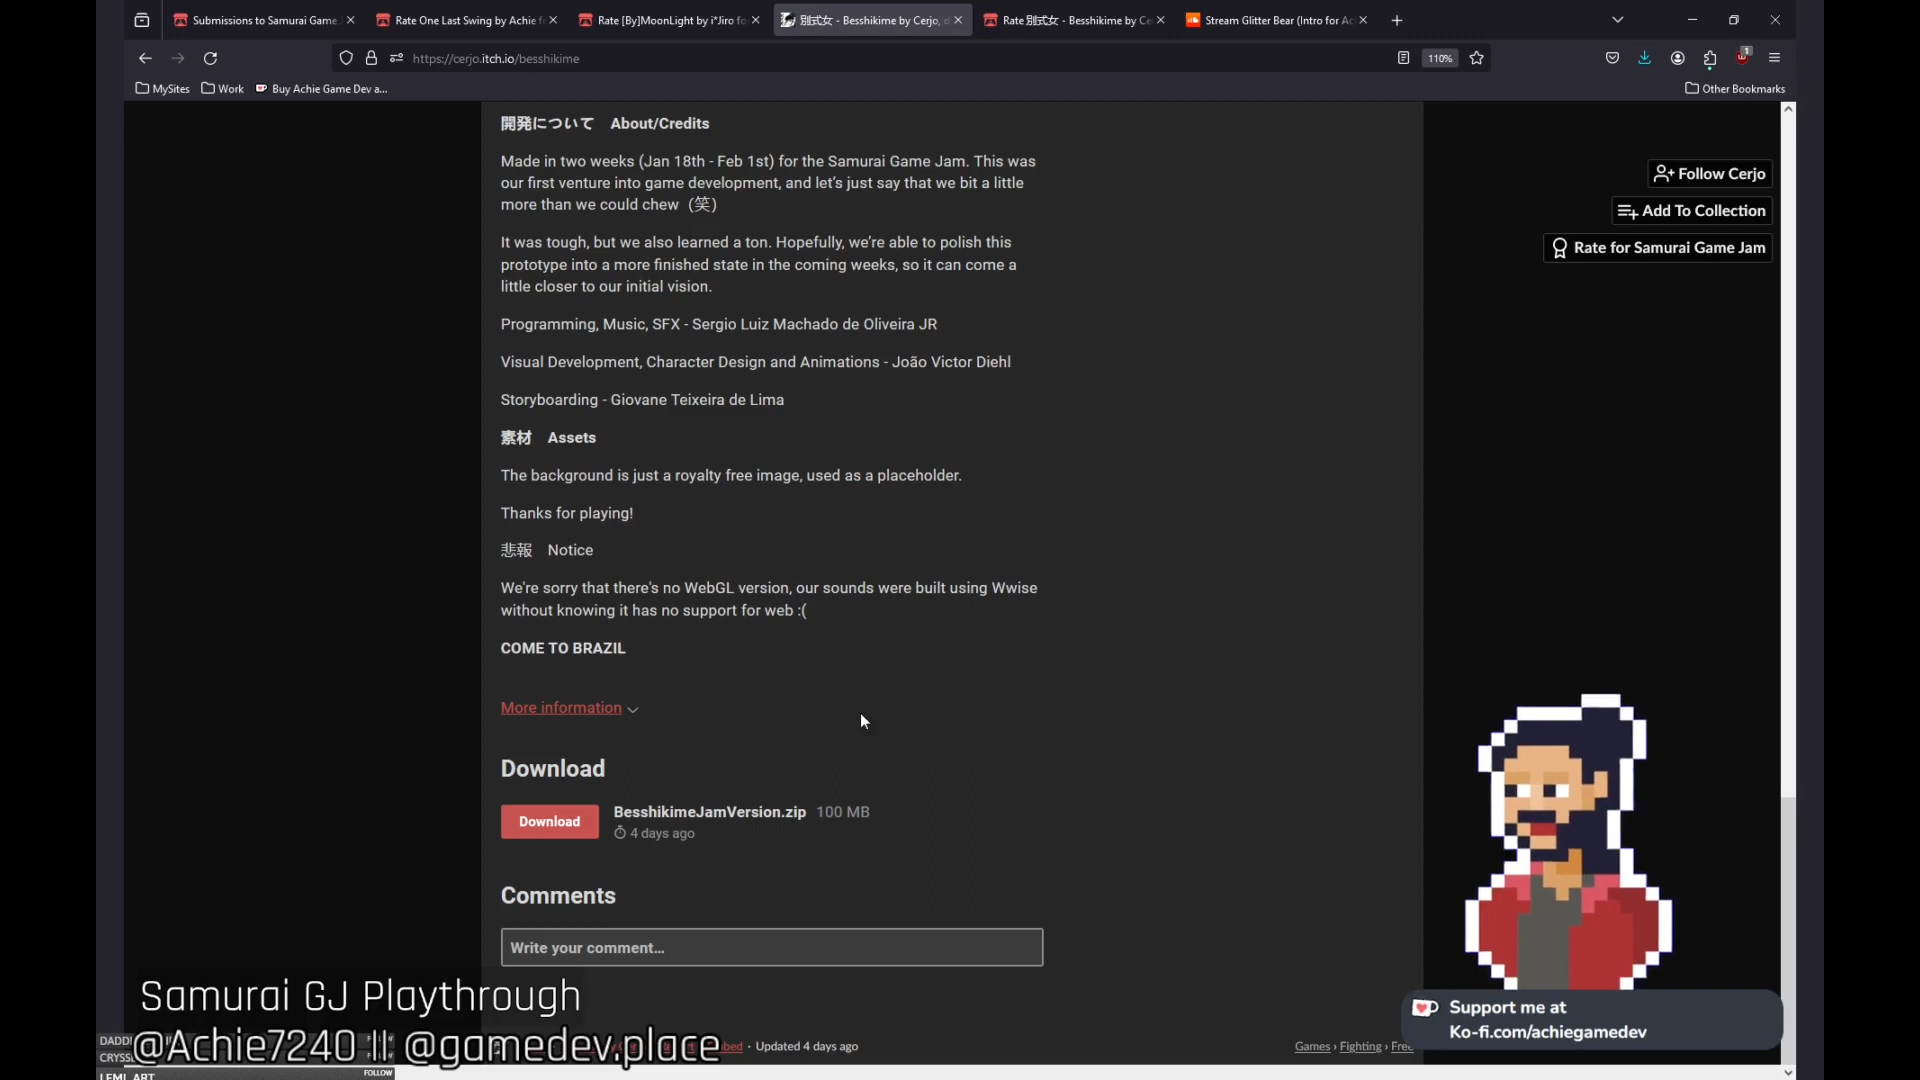 Submissions to Samurai Game
Rate One Last Swing by Achie
Rate [By]MoonLight by i*Jiro fo
別式女 - Besshikime by Cerjo, d
Rate 別式女 - Besshikime by Ce
Stream Glitter Bear (Intro for Ac
https://cerjo.itch.io/besshikime
110%
1
MySites
Work
Buy Achie Game Dev a...
Other Bookmarks
開発について About/Credits
Made in two weeks (Jan 18th - Feb 1st) for the Samurai Game Jam. This was
our first venture into game development, and let's just say that we bit a little
more than we could chew (笑)
It was tough, but we also learned a ton. Hopefully, we're able to polish this
prototype into a more finished state in the coming weeks, so it can come a
little closer to our initial vision.
Programming, Music, SFX - Sergio Luiz Machado de Oliveira JR
Visual Development, Character Design and Animations - João Victor Diehl
Storyboarding - Giovane Teixeira de Lima
素材 Assets
The background is just a royalty free image, used as a placeholder.
Thanks for playing!
悲報 Notice
We're sorry that there's no WebGL version, our sounds were built using Wwise
without knowing it has no support for web :(
COME TO BRAZIL
More information
Download
Download
BesshikimeJamVersion.zip 100 MB
4 days ago
Comments
Write your comment...
Follow Cerjo
Add To Collection
Rate for Samurai Game Jam
Samurai GJ Playthrough
@Achie7240 || @gamedev.place
· Updated 4 days ago
Games › Fighting › Free
Support me at
Ko-fi.com/achiegamedev
LEMI_ART
FOLLOW